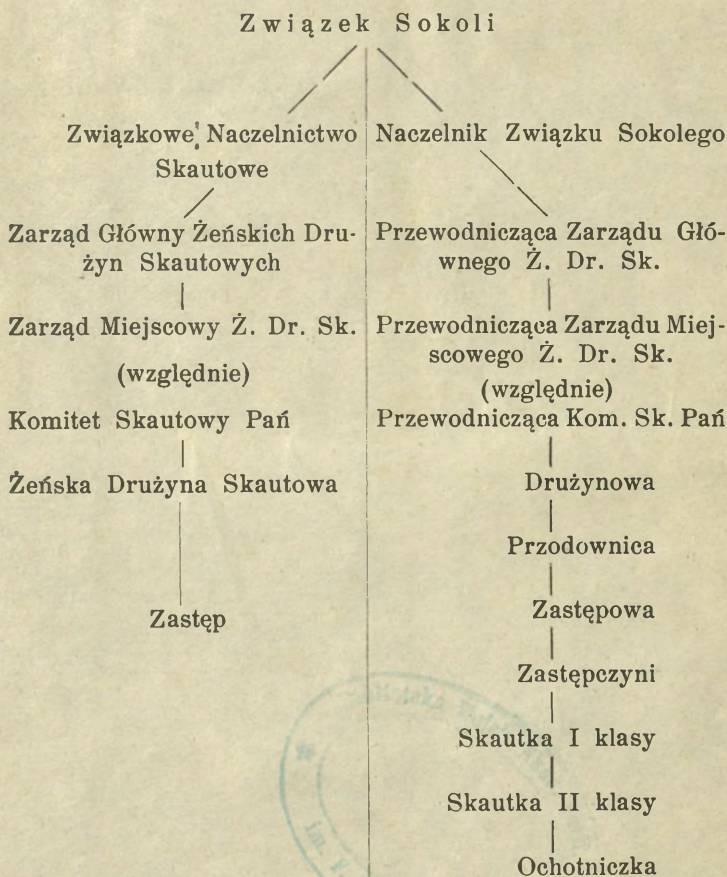 Związek Sokoli
Związkowe Naczelnictwo
Skautowe
Zarząd Główny Żeńskich Dru-
żyn Skautowych
Zarząd Miejscowy Ż. Dr. Sk.
(względnie)
Komitet Skautowy Pań
Żeńska Drużyna Skautowa
Zastęp
Naczelnik Związku Sokolego
Przewodnicząca Zarządu Głó-
wnego Ż. Dr. Sk.
Przewodnicząca Zarządu Miej-
scowego Ż. Dr. Sk.
(względnie)
Przewodnicząca Kom. Sk. Pań
Drużynowa
Przodownica
Zastępowa
Zastępczyni
Skautka I klasy
Skautka II klasy
Ochotniczka